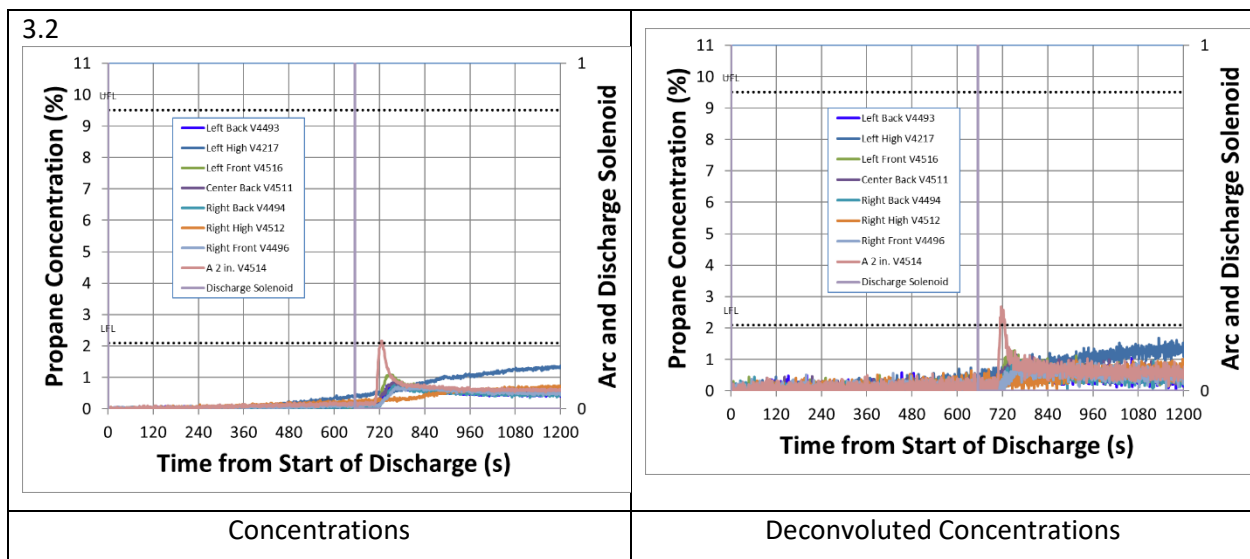 3.2
Propane Concentration (%)
11
10
9
8
7
6
5
4
3
2
1
0
UFL
LFL
Left Back V4493
Left High V4217
Left Front V4516
Center Back V4511
Right Back V4494
Right High V4512
Right Front V4496
A 2 in. V4514
Discharge Solenoid
1
0
Arc and Discharge Solenoid
0 120 240 360 480 600 720 840 960 1080 1200
Time from Start of Discharge (s)
Propane Concentration (%)
11
10
9
8
7
6
5
4
3
2
1
0
UFL
LFL
Left Back V4493
Left High V4217
Left Front V4516
Center Back V4511
Right Back V4494
Right High V4512
Right Front V4496
A 2 in. V4514
Discharge Solenoid
1
0
Arc and Discharge Solenoid
0 120 240 360 480 600 720 840 960 1080 1200
Time from Start of Discharge (s)
Concentrations
Deconvoluted Concentrations